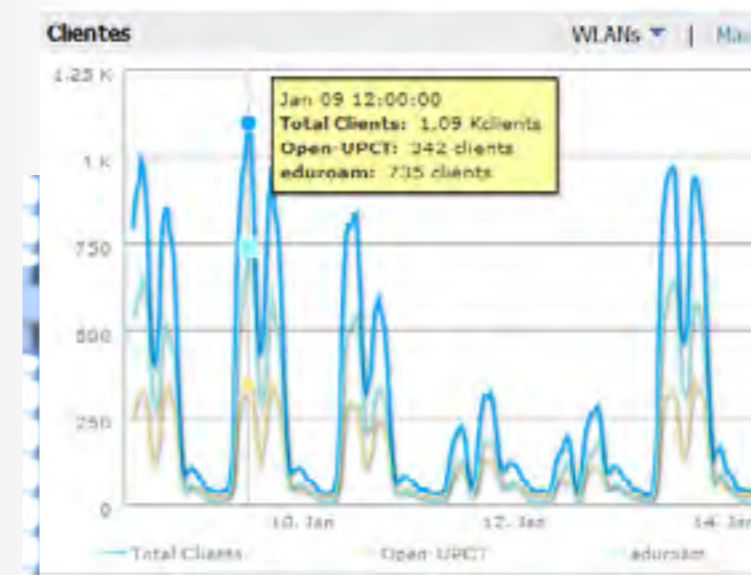 Clientes WLANs |
1.25 K
Jan 09 12:00:00
Total Clients: 1.09 Kclients
Open-UPCT: 342 clients
eduroam: 735 clients
1 K
750
500
250
0
10. Jan 12. Jan 14. Jan
Total Clients Open-UPCT eduroam